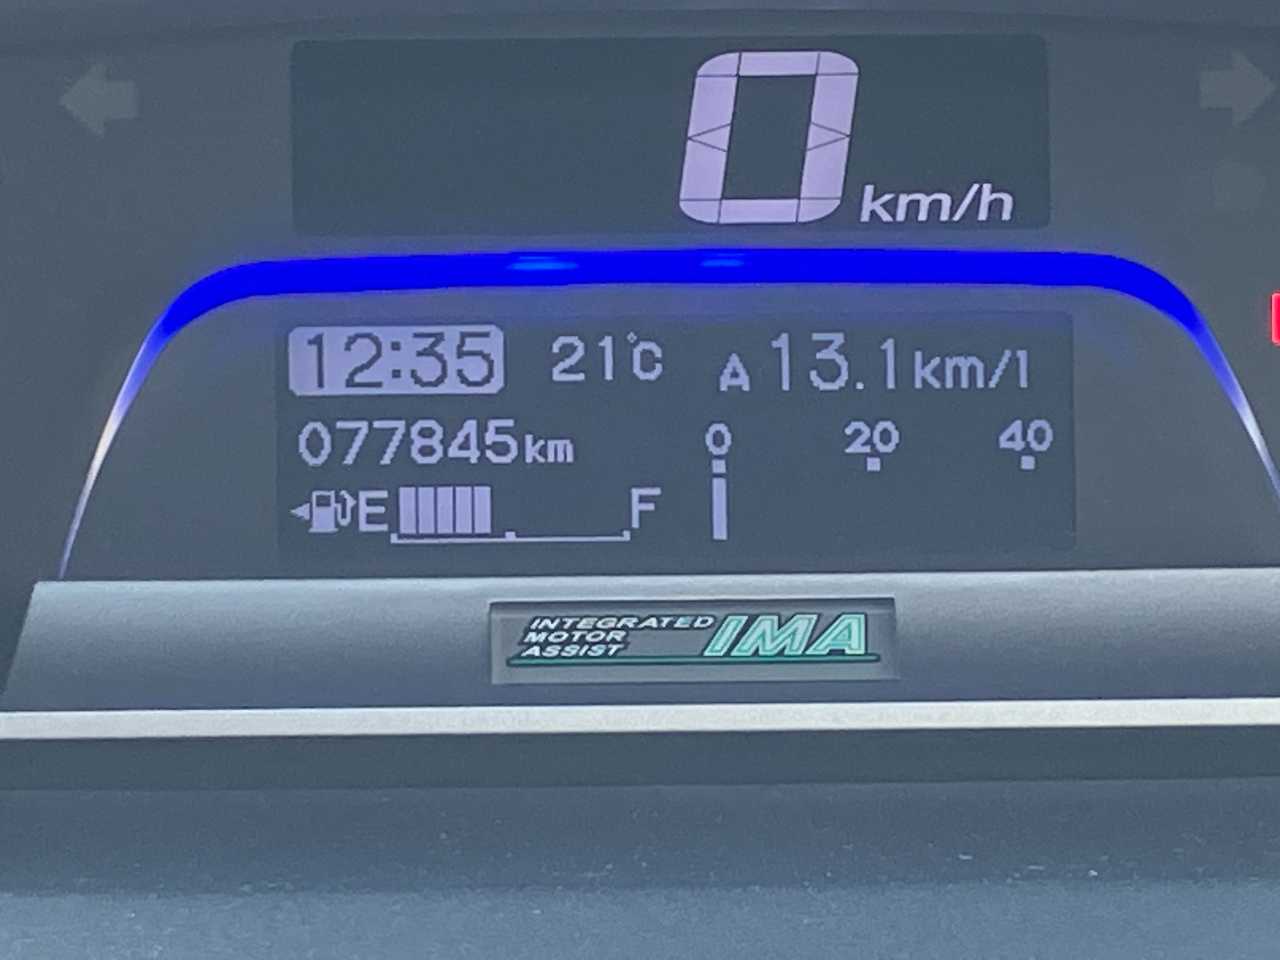 0 km/h
12:35 21°C A 13.1 km/l
077845 km 0 20 40
E F
INTEGRATED
MOTOR
ASSIST
IMA